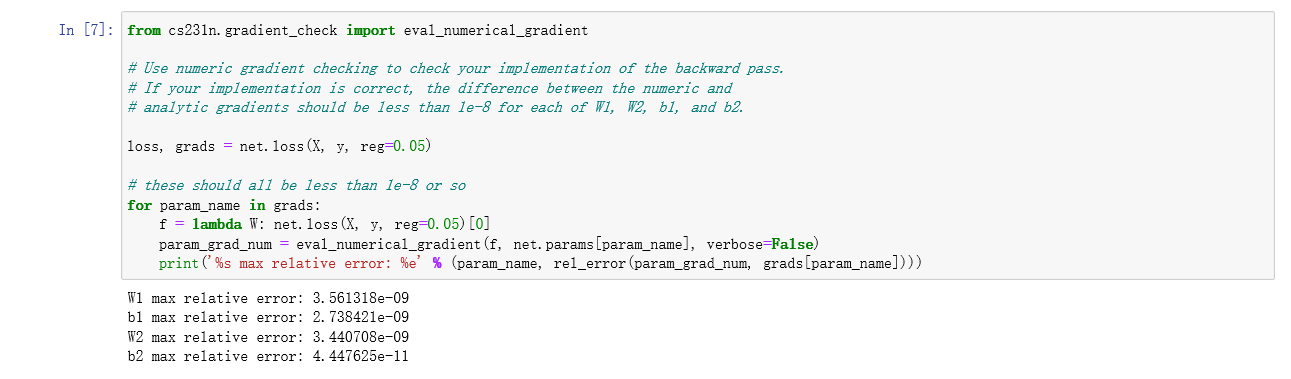 In [7]: from cs231n.gradient_check import eval_numerical_gradient
# Use numeric gradient checking to check your implementation of the backward pass.
# If your implementation is correct, the difference between the numeric and
# analytic gradients should be less than 1e-8 for each of W1, W2, b1, and b2.
loss, grads = net.loss(X, y, reg=0.05)
# these should all be less than 1e-8 or so
for param_name in grads:
    f = lambda W: net.loss(X, y, reg=0.05)[0]
    param_grad_num = eval_numerical_gradient(f, net.params[param_name], verbose=False)
    print('%s max relative error: %e' % (param_name, rel_error(param_grad_num, grads[param_name])))
W1 max relative error: 3.561318e-09
b1 max relative error: 2.738421e-09
W2 max relative error: 3.440708e-09
b2 max relative error: 4.447625e-11